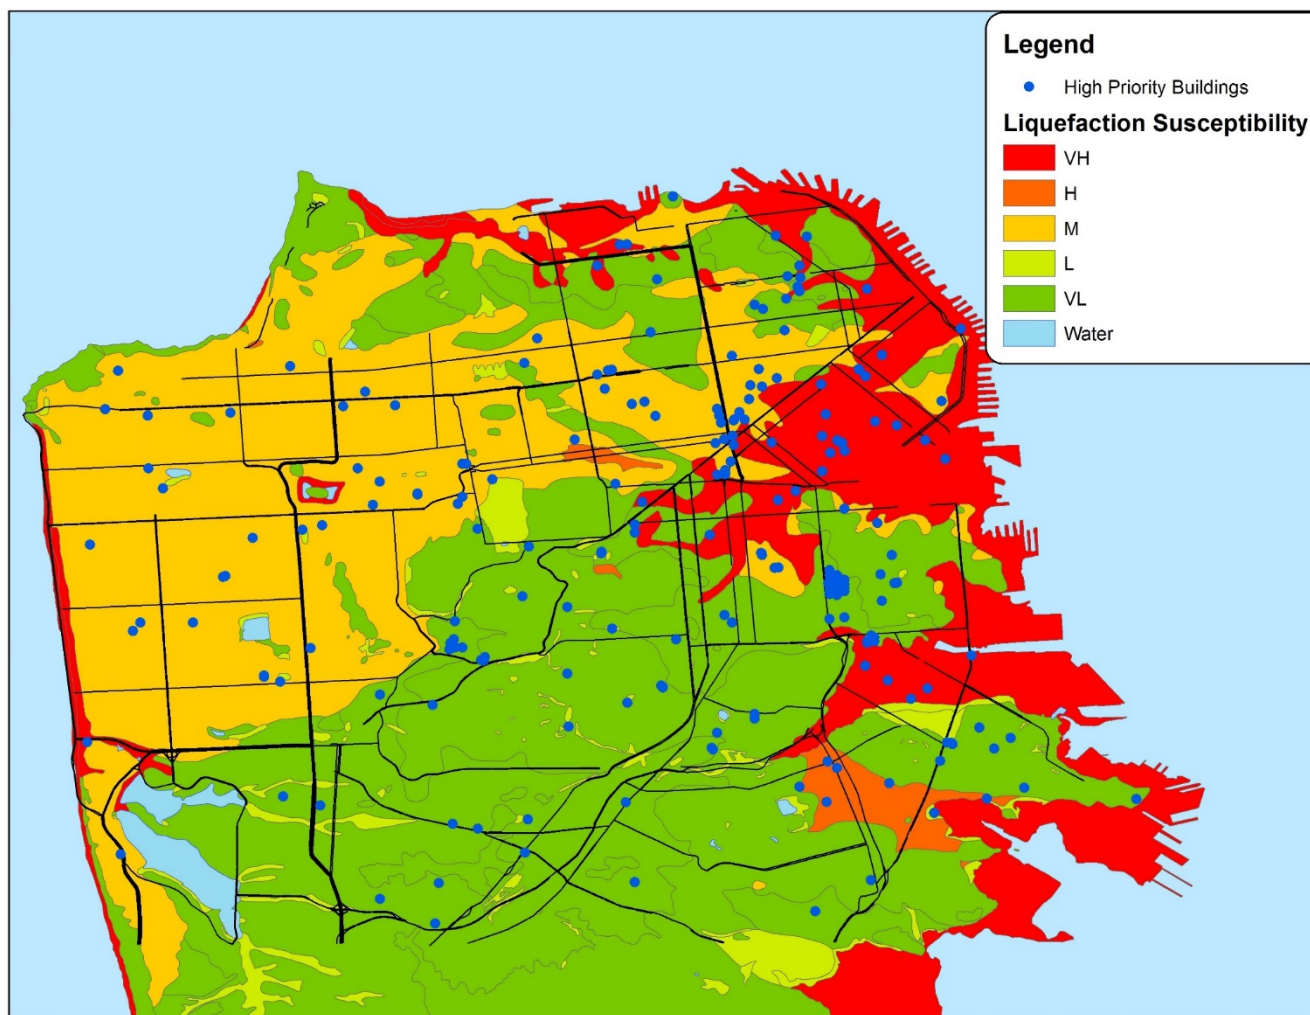 Legend
High Priority Buildings
Liquefaction Susceptibility
VH
H
M
L
VL
Water